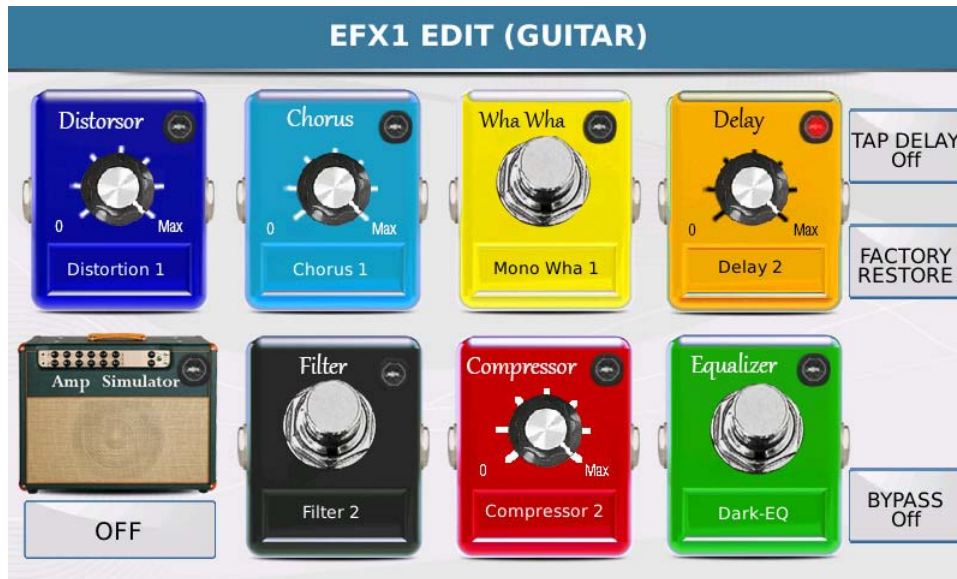 EFX1 EDIT (GUITAR)
Distorsor
0 Max
Distortion 1
Chorus
0 Max
Chorus 1
Wha Wha
Mono Wha 1
Delay
0 Max
Delay 2
TAP DELAY
Off
FACTORY
RESTORE
Amp Simulator
OFF
Filter
Filter 2
Compressor
0 Max
Compressor 2
Equalizer
Dark-EQ
BYPASS
Off